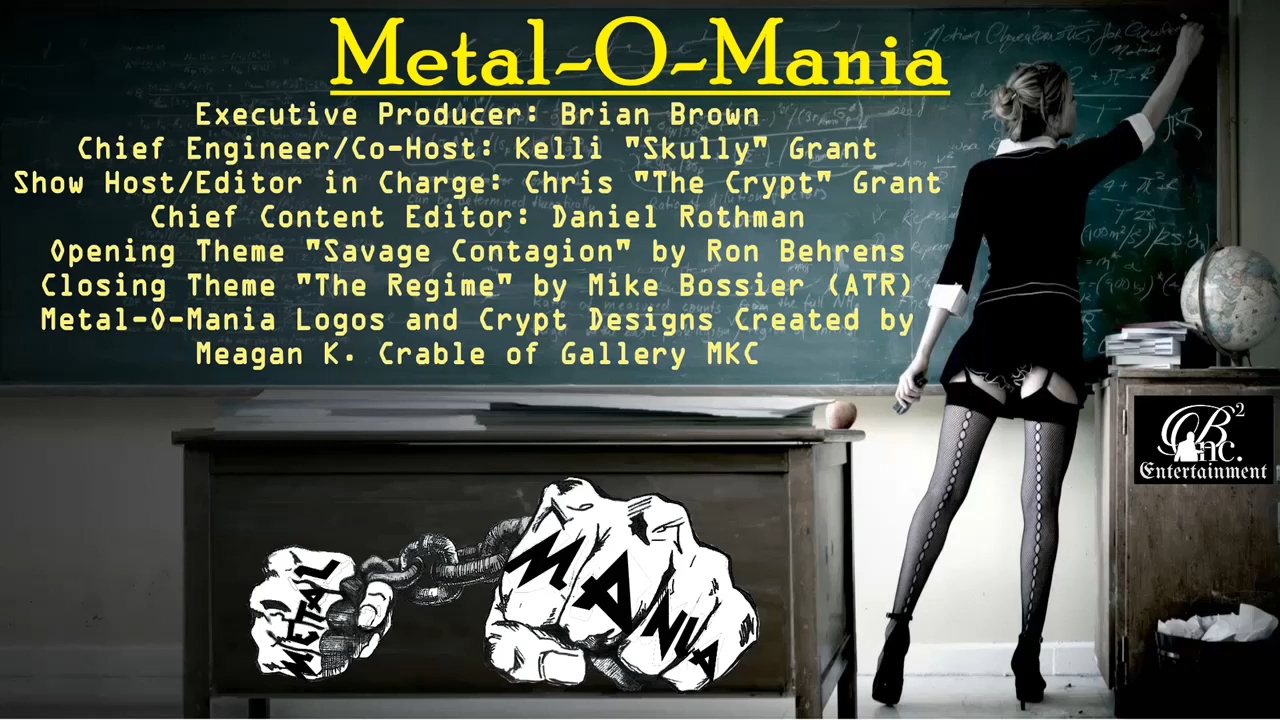 Metal-O-Mania
Executive Producer: Brian Brown
Chief Engineer/Co-Host: Kelli "Skully" Grant
Show Host/Editor in Charge: Chris "The Crypt" Grant
Chief Content Editor: Daniel Rothman
Opening Theme "Savage Contagion" by Ron Behrens
Closing Theme "The Regime" by Mike Bossier (ATR)
Metal-O-Mania Logos and Crypt Designs Created by
Meagan K. Crable of Gallery MKC
METAL
MANIA
Entertainment